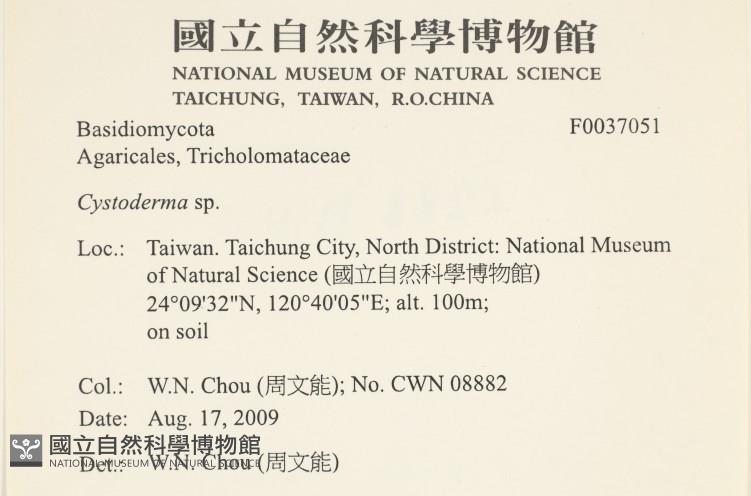 國立自然科學博物館
NATIONAL MUSEUM OF NATURAL SCIENCE
TAICHUNG, TAIWAN, R.O.CHINA
Basidiomycota F0037051
Agaricales, Tricholomataceae
Cystoderma sp.
Loc.: Taiwan. Taichung City, North District: National Museum
of Natural Science (國立自然科學博物館)
24°09'32"N, 120°40'05"E; alt. 100m;
on soil
Col.: W.N. Chou (周文能); No. CWN 08882
Date: Aug. 17, 2009
國立自然科學博物館
NATIONAL MUSEUM OF NATURAL SCIENCE
Det.: W.N. Chou (周文能)